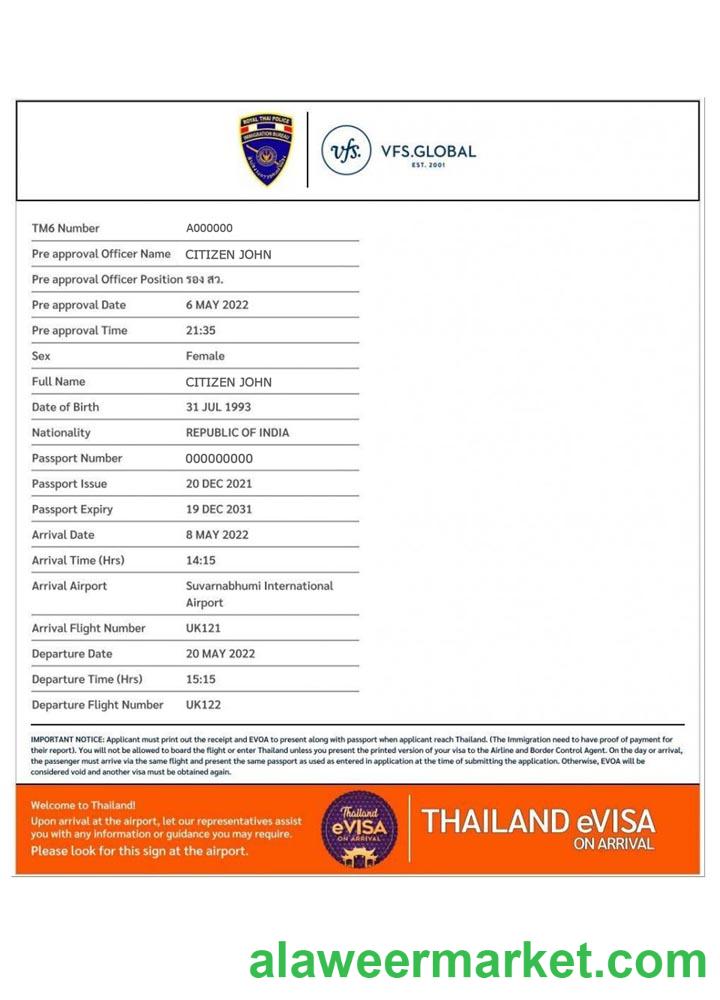 ROYAL THAI POLICE
IMMIGRATION BUREAU
vfs.
VFS.GLOBAL
EST. 2001
TM6 Number A000000
Pre approval Officer Name CITIZEN JOHN
Pre approval Officer Position รอง สว.
Pre approval Date 6 MAY 2022
Pre approval Time 21:35
Sex Female
Full Name CITIZEN JOHN
Date of Birth 31 JUL 1993
Nationality REPUBLIC OF INDIA
Passport Number 000000000
Passport Issue 20 DEC 2021
Passport Expiry 19 DEC 2031
Arrival Date 8 MAY 2022
Arrival Time (Hrs) 14:15
Arrival Airport Suvarnabhumi International
Airport
Arrival Flight Number UK121
Departure Date 20 MAY 2022
Departure Time (Hrs) 15:15
Departure Flight Number UK122
IMPORTANT NOTICE: Applicant must print out the receipt and EVOA to present along with passport when applicant reach Thailand. (The Immigration need to have proof of payment for
their report). You will not be allowed to board the flight or enter Thailand unless you present the printed version of your visa to the Airline and Border Control Agent. On the day or arrival,
the passenger must arrive via the same flight and present the same passport as used as entered in application at the time of submitting the application. Otherwise, EVOA will be
considered void and another visa must be obtained again.
Welcome to Thailand!
Upon arrival at the airport, let our representatives assist
you with any information or guidance you may require.
Please look for this sign at the airport.
Thailand
eVISA
ON ARRIVAL
THAILAND eVISA
ON ARRIVAL
alaweermarket.com